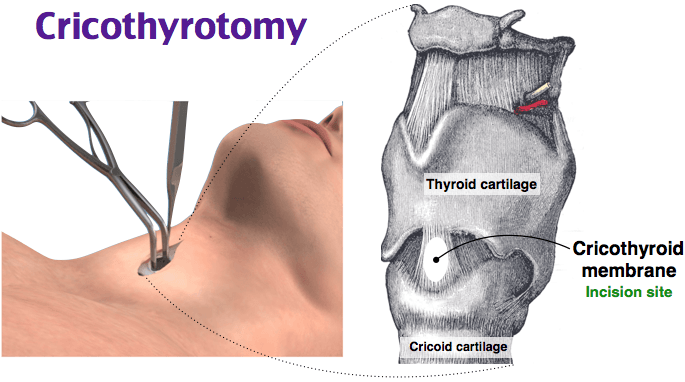 Cricothyrotomy
Thyroid cartilage
Cricothyroid
membrane
Incision site
Cricoid cartilage